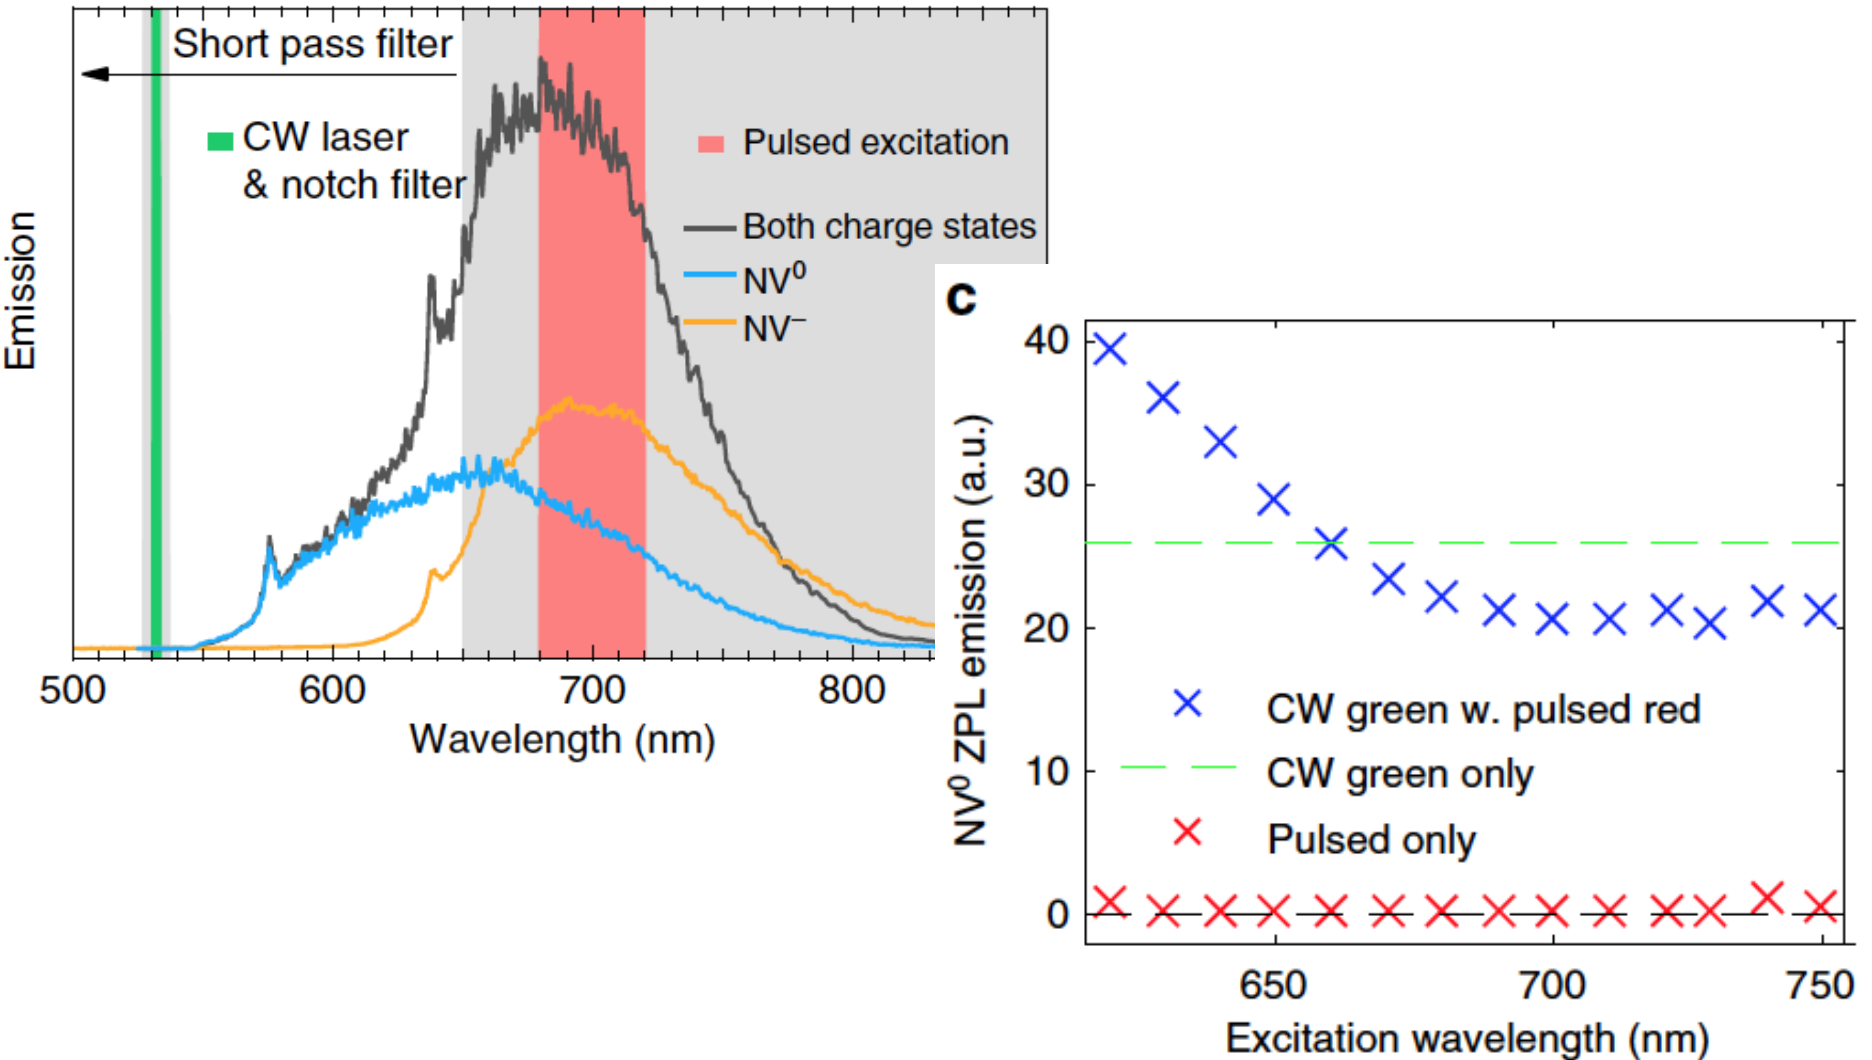 Short pass filter
CW laser
& notch filter
Pulsed excitation
Both charge states
NV⁰
NV⁻
Emission
500 600 700 800
Wavelength (nm)
c
40
30
20
10
0
NV⁰ ZPL emission (a.u.)
CW green w. pulsed red
CW green only
Pulsed only
650 700 750
Excitation wavelength (nm)